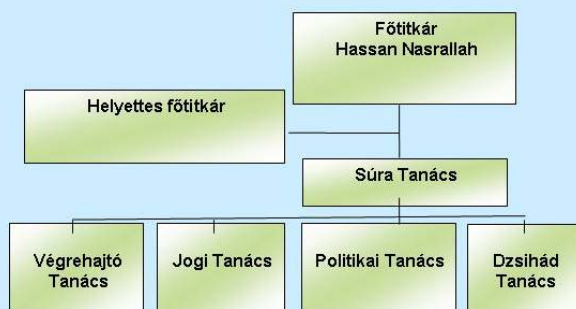 Főtitkár
Hassan Nasrallah
Helyettes főtitkár
Súra Tanács
Végrehajtó
Tanács
Jogi Tanács
Politikai Tanács
Dzsihád
Tanács